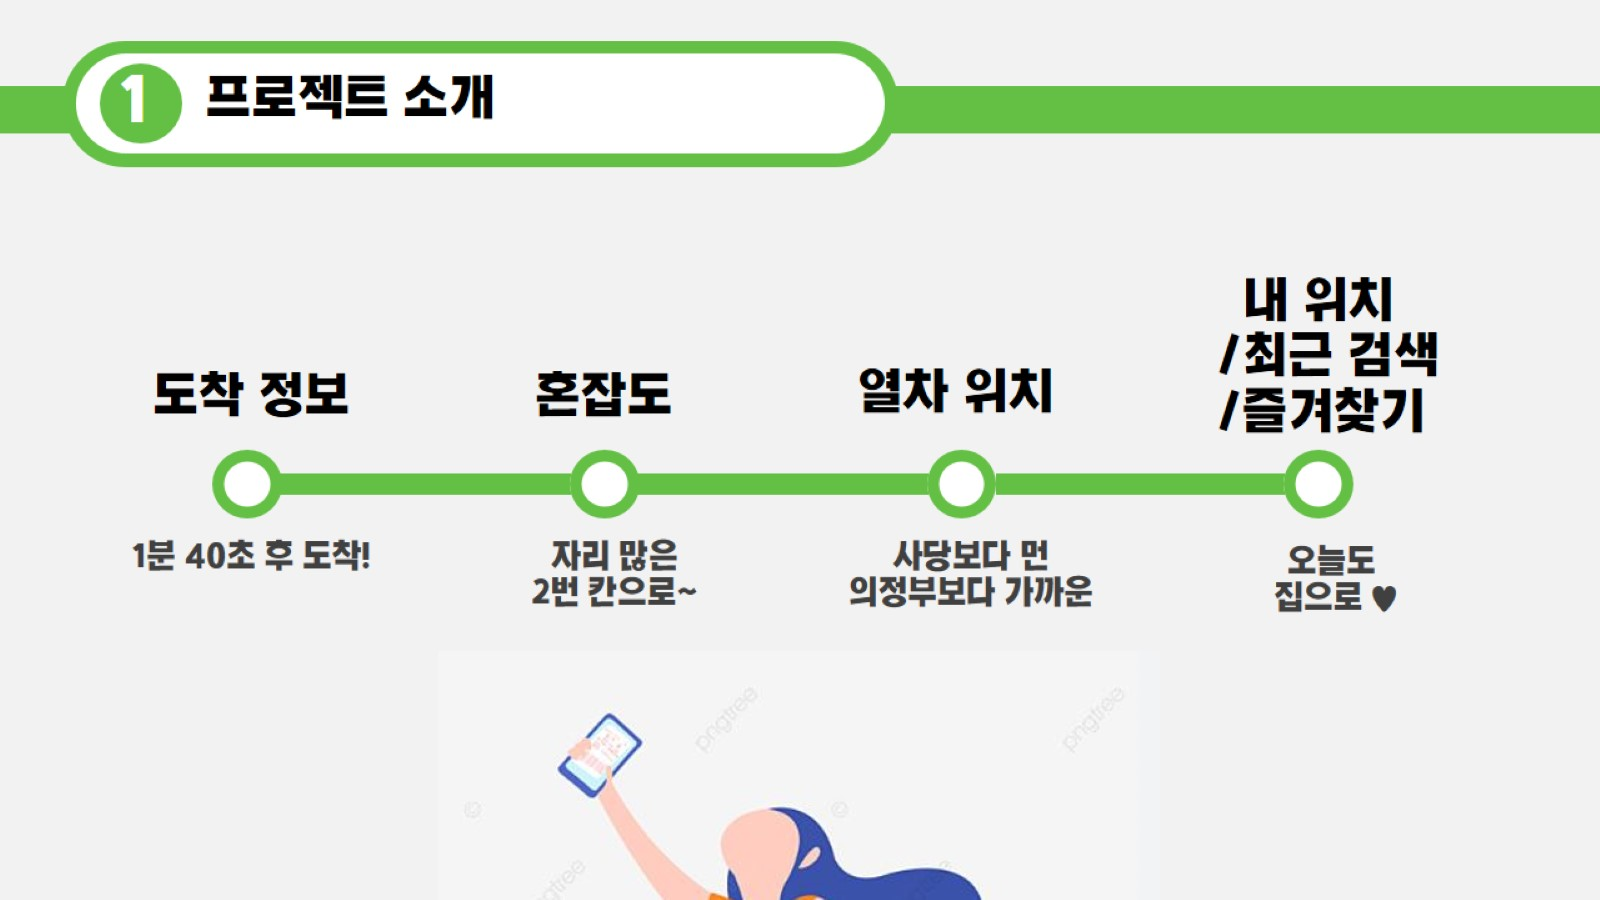 1 프로젝트 소개
도착 정보
혼잡도
열차 위치
내 위치
/최근 검색
/즐겨찾기
1분 40초 후 도착!
자리 많은
2번 칸으로~
사당보다 먼
의정부보다 가까운
오늘도
집으로 ♥
pngtree
pngtree
©
©